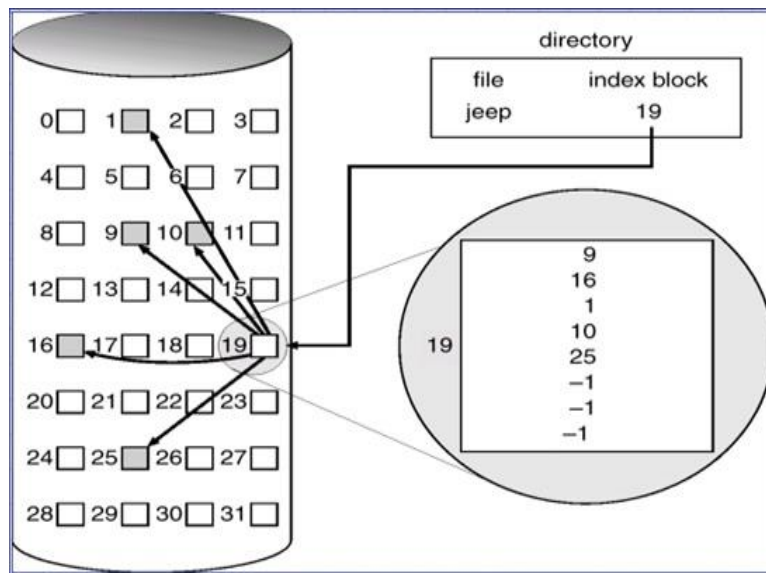 directory
file index block
jeep 19
0 1 2 3
4 5 6 7
8 9 10 11
12 13 14 15
16 17 18 19
20 21 22 23
24 25 26 27
28 29 30 31
19
9
16
1
10
25
–1
–1
–1